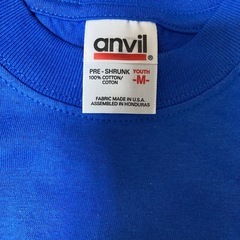 anvil®
PRE-SHRUNK YOUTH
100% COTTON/ -M-
COTON
FABRIC MADE IN U.S.A.
ASSEMBLED IN HONDURAS